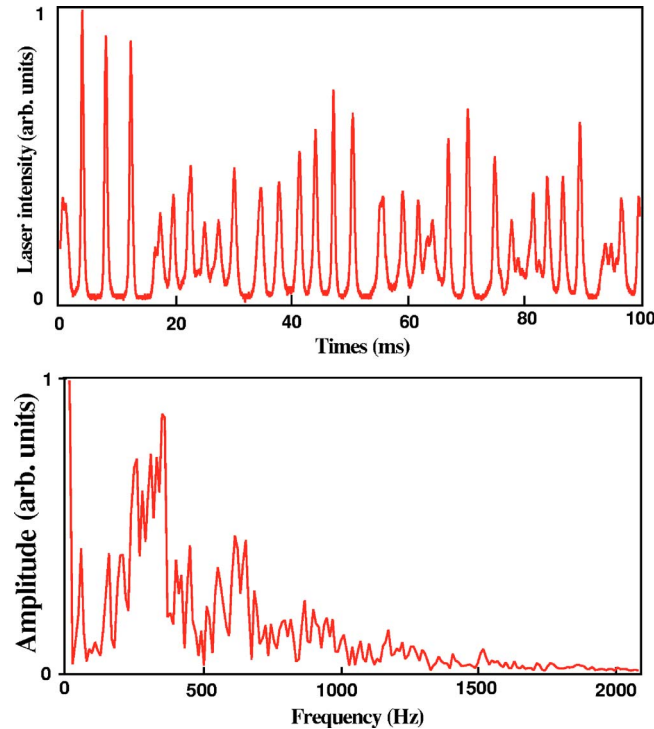 1
Laser intensity (arb. units)
0
0 20 40 60 80 100
Times (ms)
1
Amplitude (arb. units)
0
0 500 1000 1500 2000
Frequency (Hz)